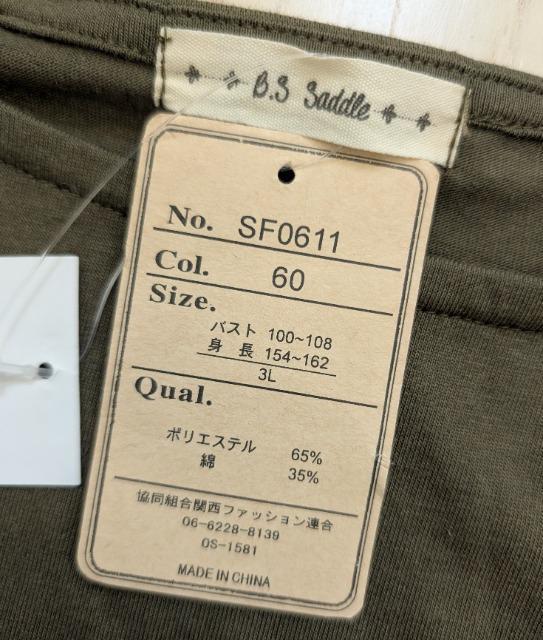 B.S Saddle
No. SF0611
Col. 60
Size.
バスト 100~108
身 長 154~162
3L
Qual.
ポリエステル 65%
綿 35%
協同組合関西ファッション連合
06-6228-8139
OS-1581
MADE IN CHINA